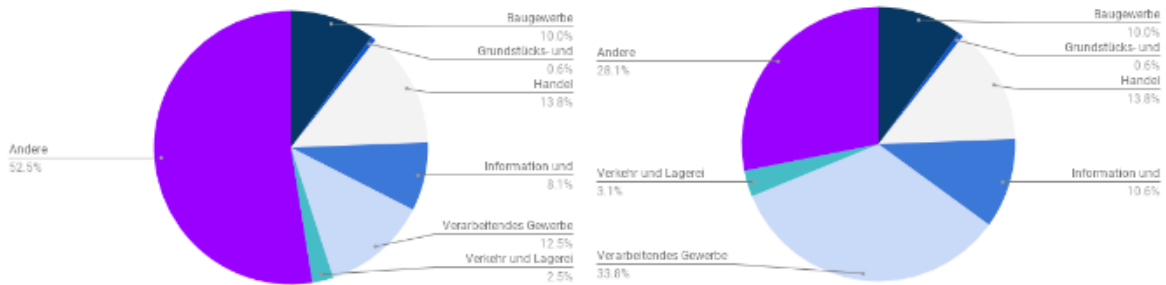 Baugewerbe
10.0%
Grundstücks- und
0.6%
Handel
13.8%
Andere
52.5%
Information und
8.1%
Verarbeitendes Gewerbe
12.5%
Verkehr und Lagerei
2.5%
Baugewerbe
10.0%
Grundstücks- und
0.6%
Andere
28.1%
Handel
13.8%
Verkehr und Lagerei
3.1%
Information und
10.6%
Verarbeitendes Gewerbe
33.8%